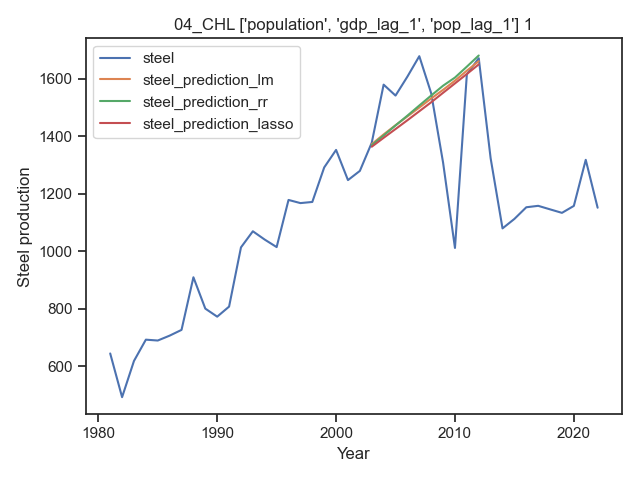 04_CHL ['population', 'gdp_lag_1', 'pop_lag_1'] 1
steel
steel_prediction_lm
steel_prediction_rr
steel_prediction_lasso
1600
1400
1200
1000
800
600
Steel production
1980
1990
2000
2010
2020
Year